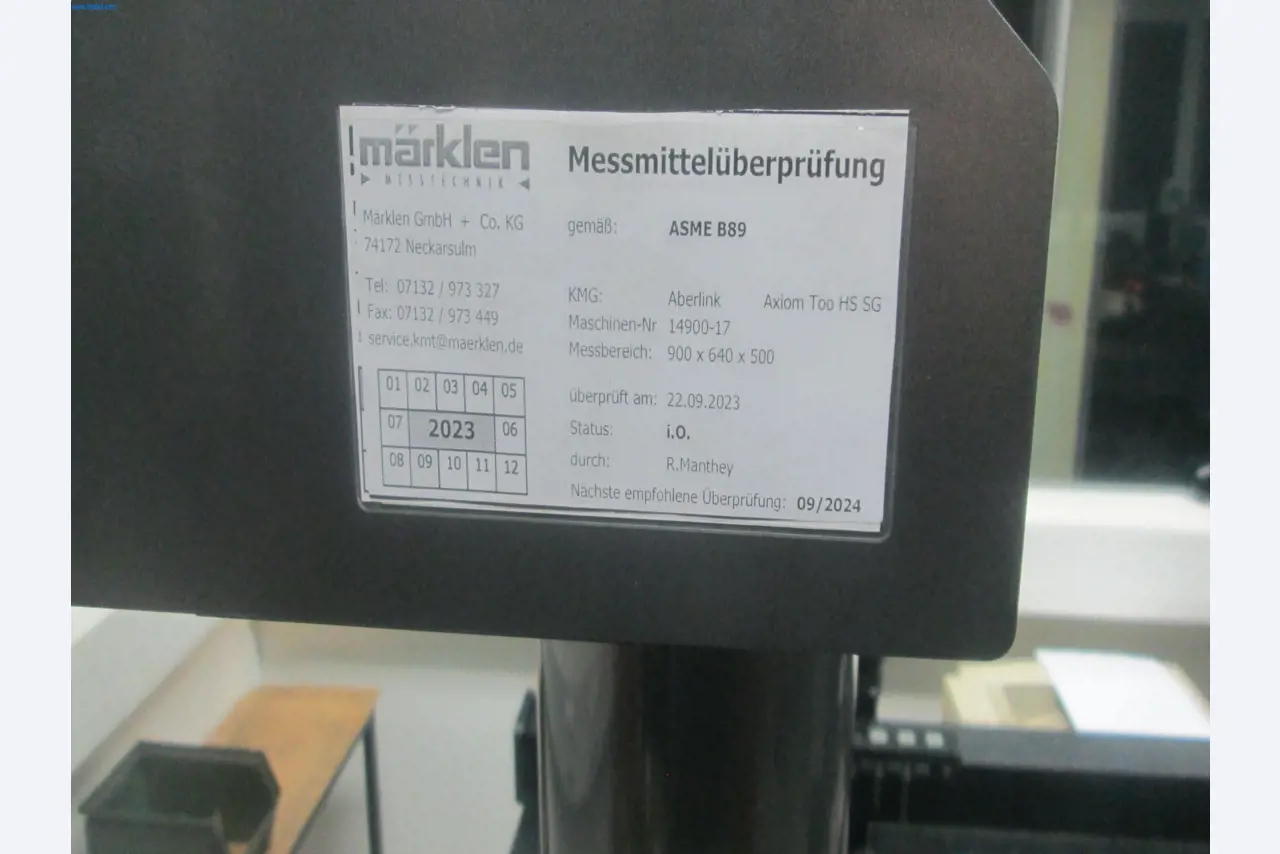 märklen
MESSTECHNIK
Märklen GmbH + Co. KG
74172 Neckarsulm
Tel: 07132 / 973 327
Fax: 07132 / 973 449
service.kmt@maerklen.de
01 02 03 04 05
07 2023 06
08 09 10 11 12
Messmittelüberprüfung
gemäß: ASME B89
KMG: Aberlink Axiom Too HS SG
Maschinen-Nr 14900-17
Messbereich: 900 x 640 x 500
überprüft am: 22.09.2023
Status: i.O.
durch: R.Manthey
Nächste empfohlene Überprüfung: 09/2024